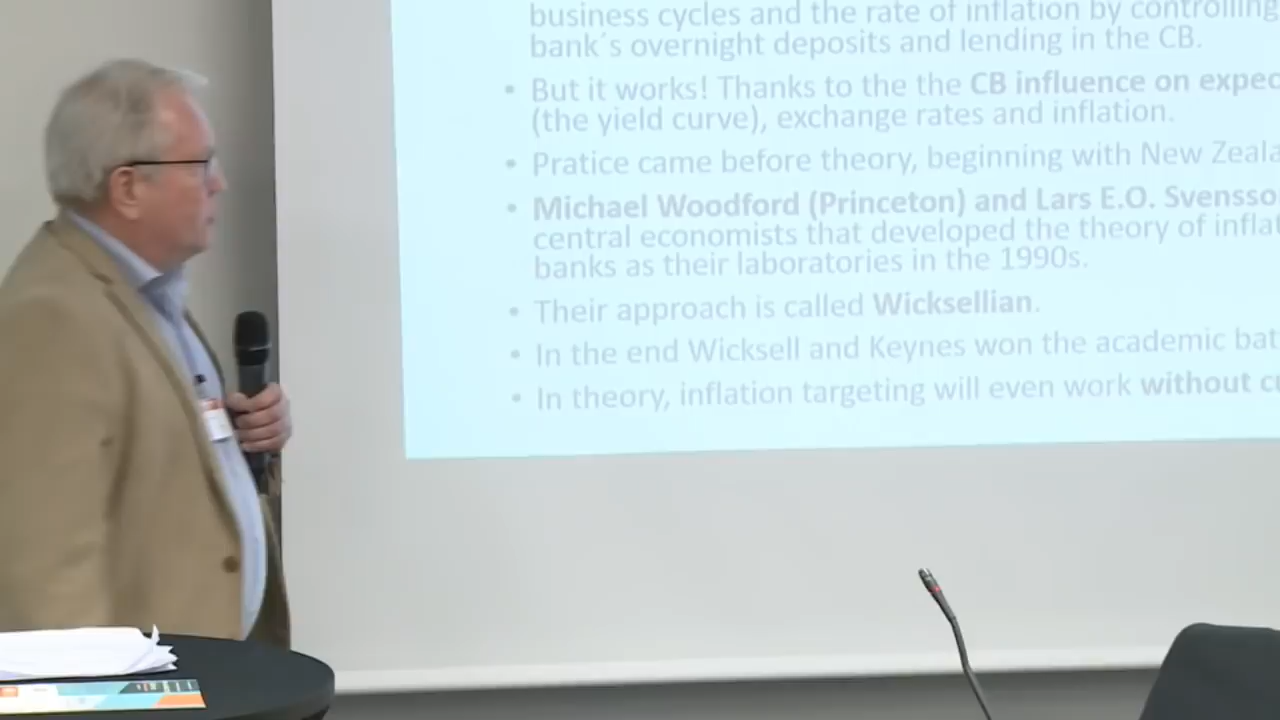 business cycles and the rate of inflation by controlling
bank´s overnight deposits and lending in the CB.
• But it works! Thanks to the the CB influence on expec
(the yield curve), exchange rates and inflation.
• Pratice came before theory, beginning with New Zeala
• Michael Woodford (Princeton) and Lars E.O. Svensso
central economists that developed the theory of inflat
banks as their laboratories in the 1990s.
• Their approach is called Wicksellian.
• In the end Wicksell and Keynes won the academic bat
• In theory, inflation targeting will even work without cu